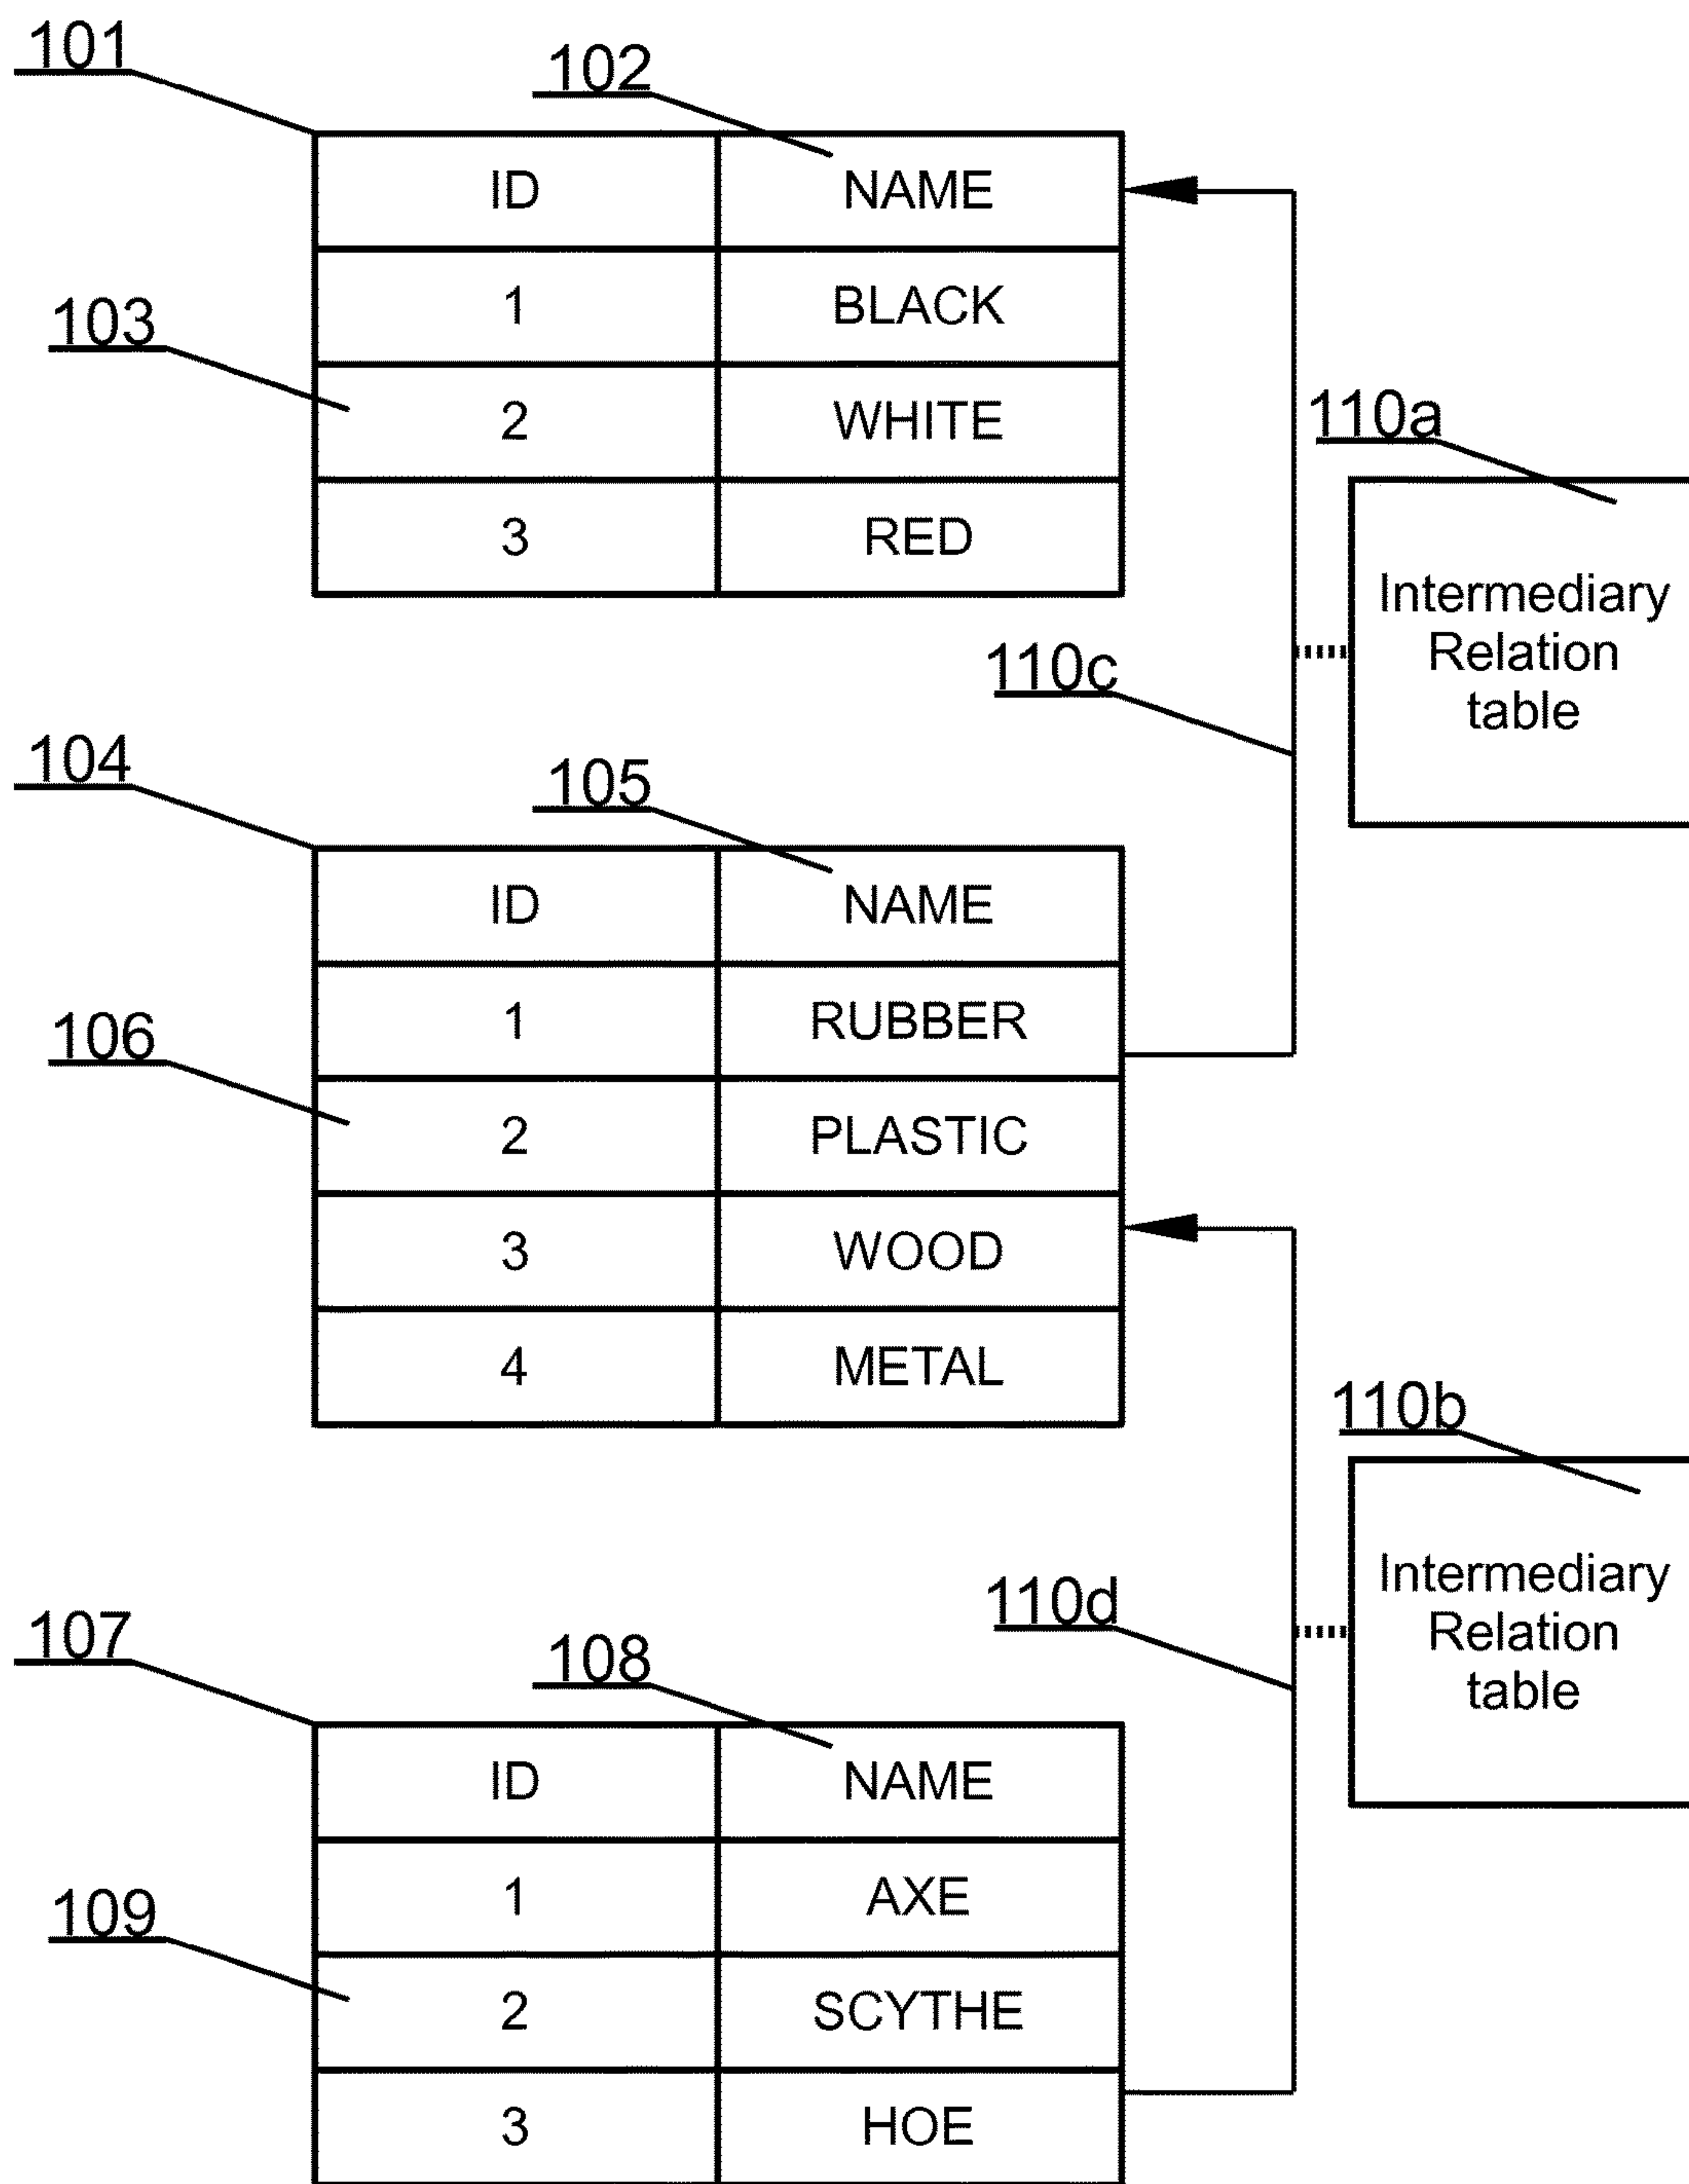 101
102
ID NAME
1 BLACK
103
2 WHITE
110a
3 RED
Intermediary
Relation
table
110c
104
105
ID NAME
1 RUBBER
106
2 PLASTIC
3 WOOD
4 METAL
110b
Intermediary
Relation
table
110d
107
108
ID NAME
1 AXE
109
2 SCYTHE
3 HOE